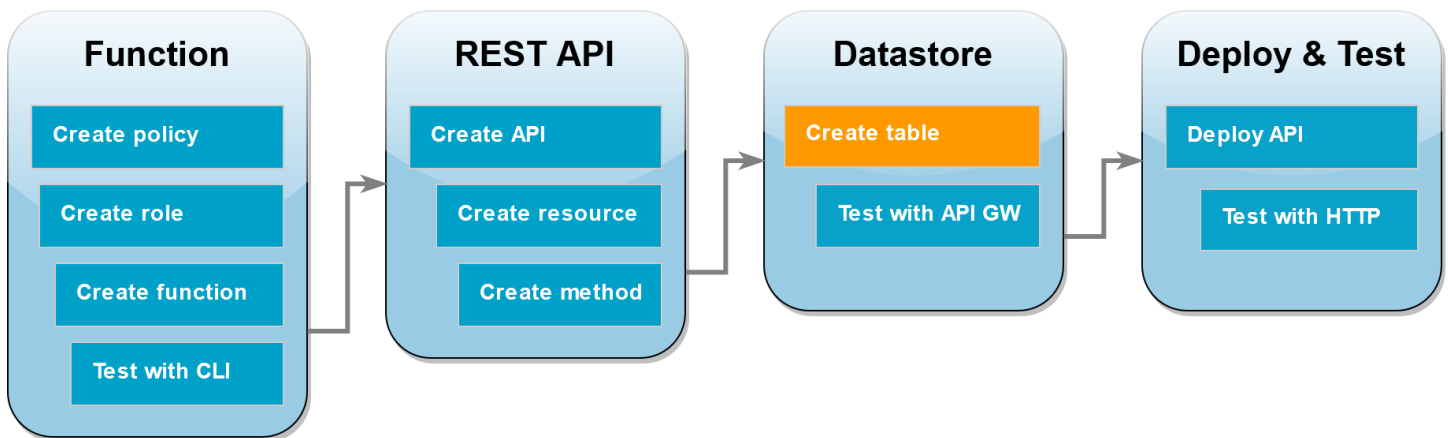 Function
Create policy
Create role
Create function
Test with CLI
REST API
Create API
Create resource
Create method
Datastore
Create table
Test with API GW
Deploy & Test
Deploy API
Test with HTTP